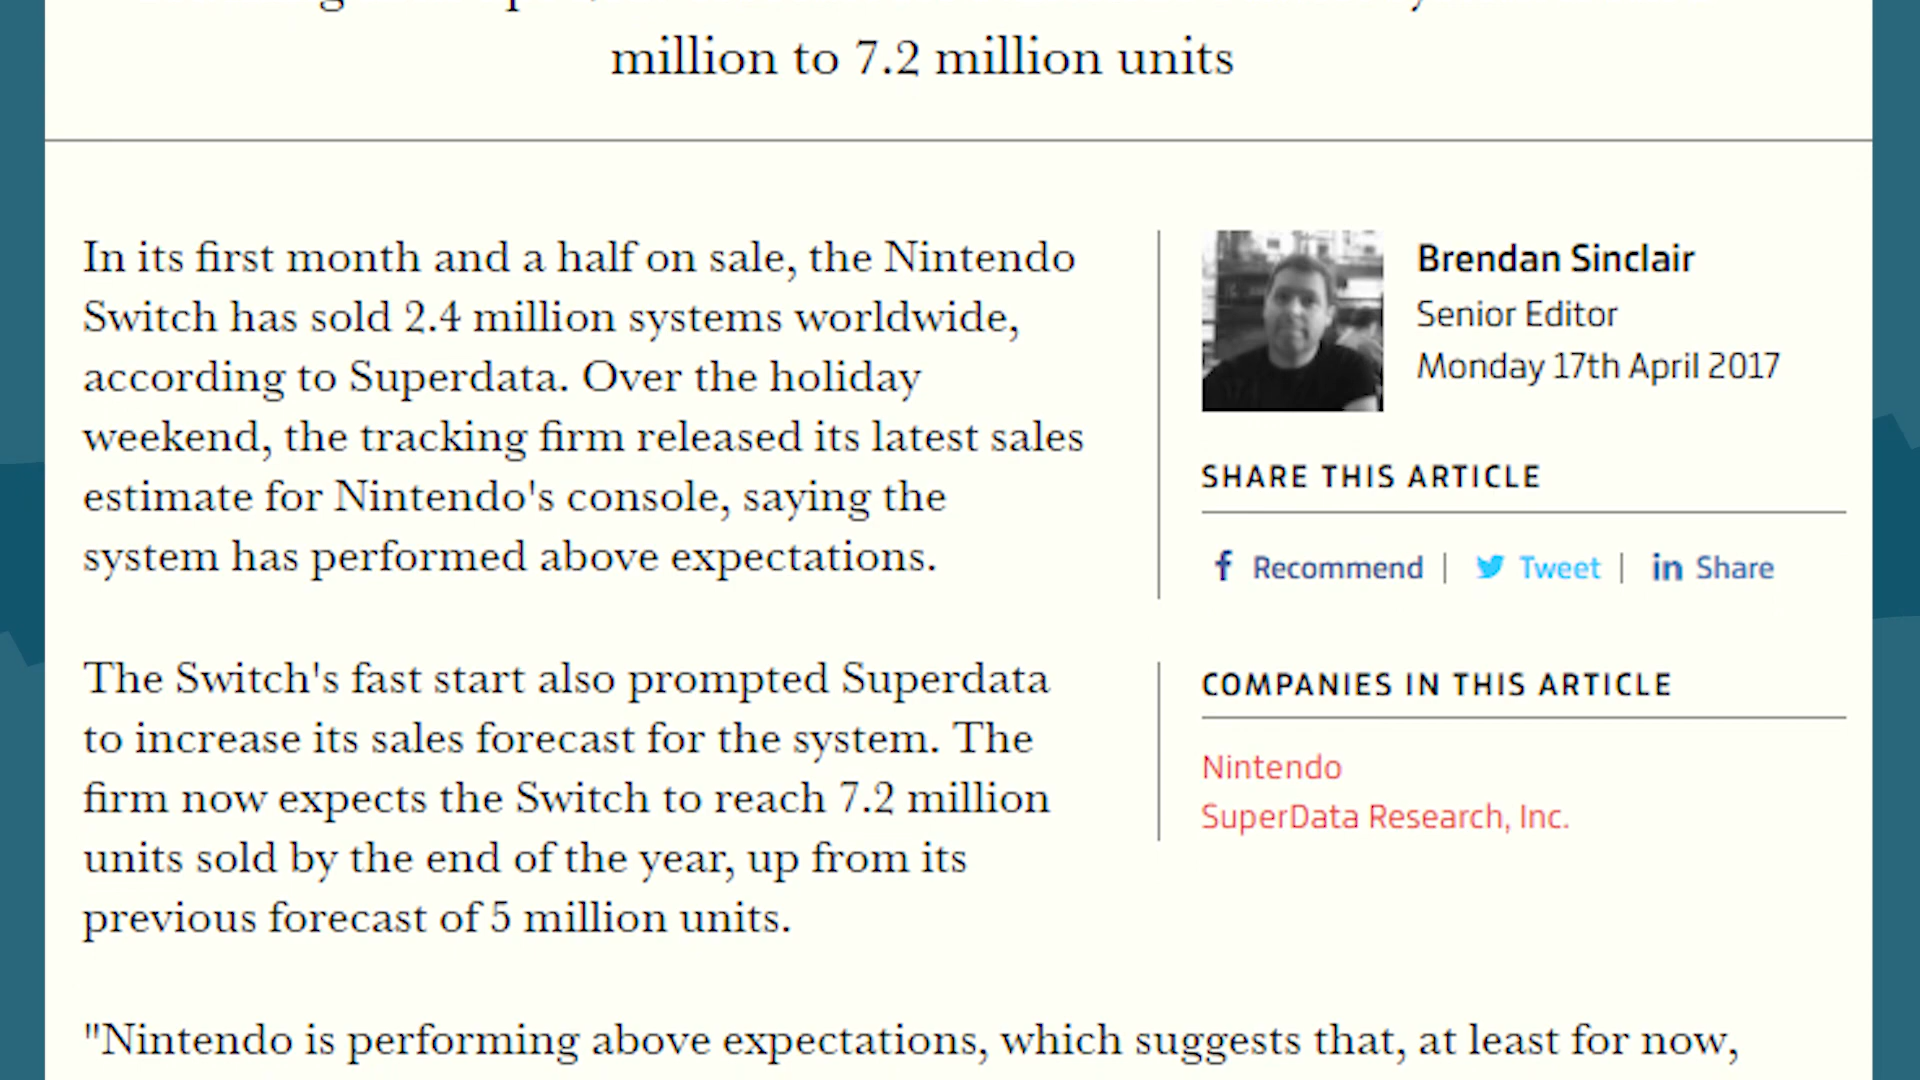 million to 7.2 million units
In its first month and a half on sale, the Nintendo
Switch has sold 2.4 million systems worldwide,
according to Superdata. Over the holiday
weekend, the tracking firm released its latest sales
estimate for Nintendo's console, saying the
system has performed above expectations.
The Switch's fast start also prompted Superdata
to increase its sales forecast for the system. The
firm now expects the Switch to reach 7.2 million
units sold by the end of the year, up from its
previous forecast of 5 million units.
"Nintendo is performing above expectations, which suggests that, at least for now,
Brendan Sinclair
Senior Editor
Monday 17th April 2017
SHARE THIS ARTICLE
f Recommend | Tweet | in Share
COMPANIES IN THIS ARTICLE
Nintendo
SuperData Research, Inc.